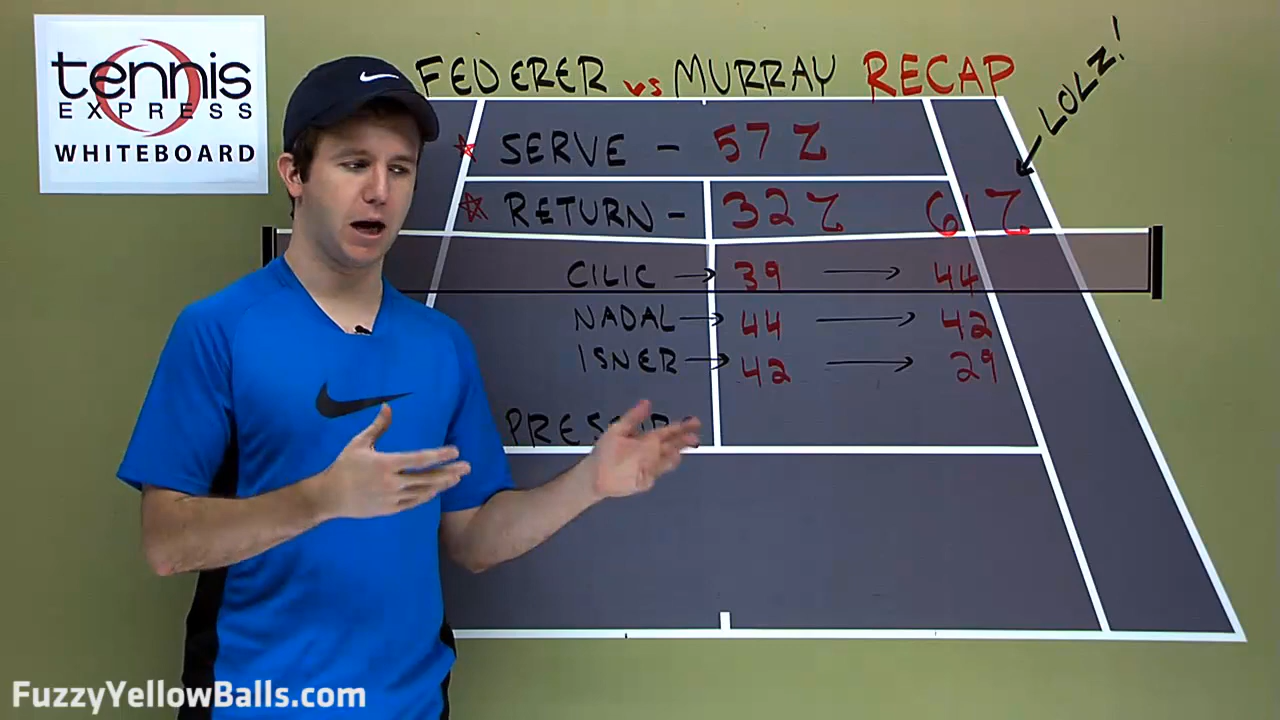 tennis
EXPRESS
WHITEBOARD
FEDERER vs MURRAY RECAP
LOLZ!
SERVE - 57 %
RETURN - 32 % 61 %
CILIC → 39 → 44
NADAL → 44 → 42
ISNER → 42 → 29
FuzzyYellowBalls.com